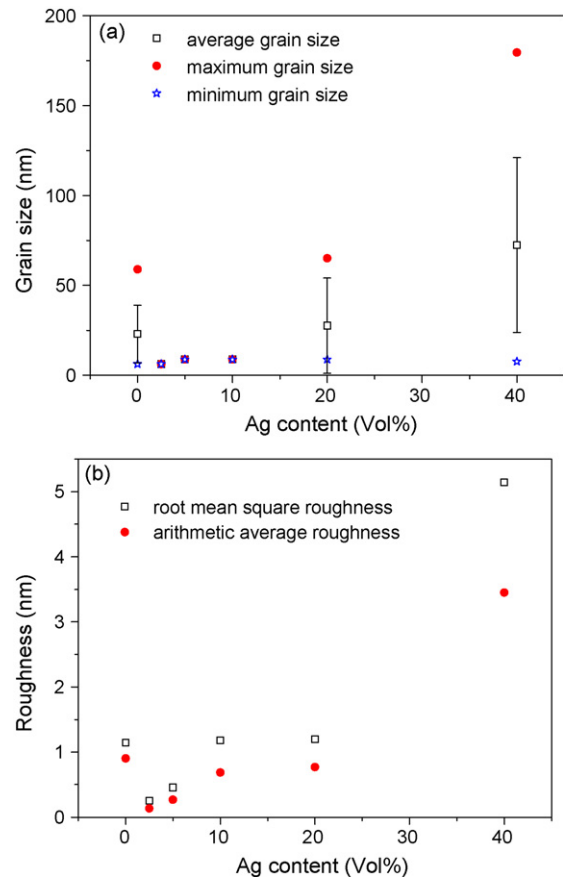 (a)
average grain size
maximum grain size
minimum grain size
200
150
100
50
0
Grain size (nm)
0 10 20 30 40
Ag content (Vol%)
(b)
root mean square roughness
arithmetic average roughness
5
4
3
2
1
0
Roughness (nm)
0 10 20 30 40
Ag content (Vol%)